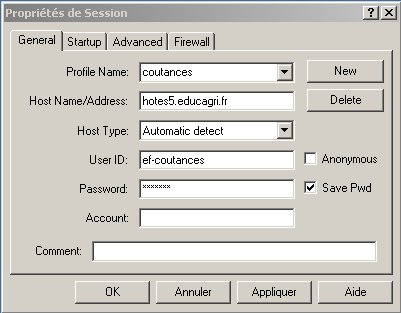 Propriétés de Session
General Startup Advanced Firewall
Profile Name: coutances New
Host Name/Address: hotes5.educagri.fr Delete
Host Type: Automatic detect
User ID: ef-coutances Anonymous
Password: ******* Save Pwd
Account:
Comment:
OK Annuler Appliquer Aide